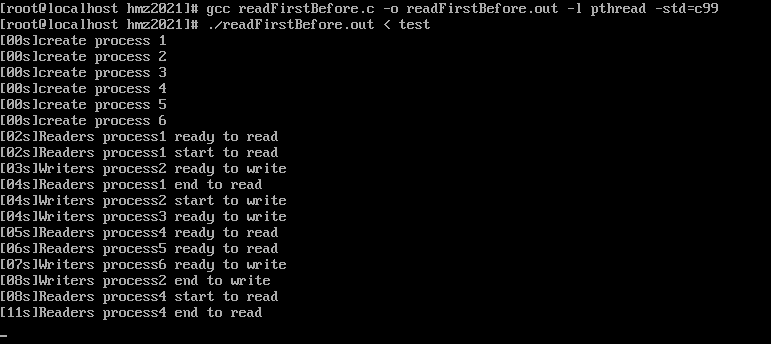 [root@localhost hmz2021]# gcc readFirstBefore.c -o readFirstBefore.out -l pthread -std=c99
[root@localhost hmz2021]# ./readFirstBefore.out < test
[00s]create process 1
[00s]create process 2
[00s]create process 3
[00s]create process 4
[00s]create process 5
[00s]create process 6
[02s]Readers process1 ready to read
[02s]Readers process1 start to read
[03s]Writers process2 ready to write
[04s]Readers process1 end to read
[04s]Writers process2 start to write
[04s]Writers process3 ready to write
[05s]Readers process4 ready to read
[06s]Readers process5 ready to read
[07s]Writers process6 ready to write
[08s]Writers process2 end to write
[08s]Readers process4 start to read
[11s]Readers process4 end to read